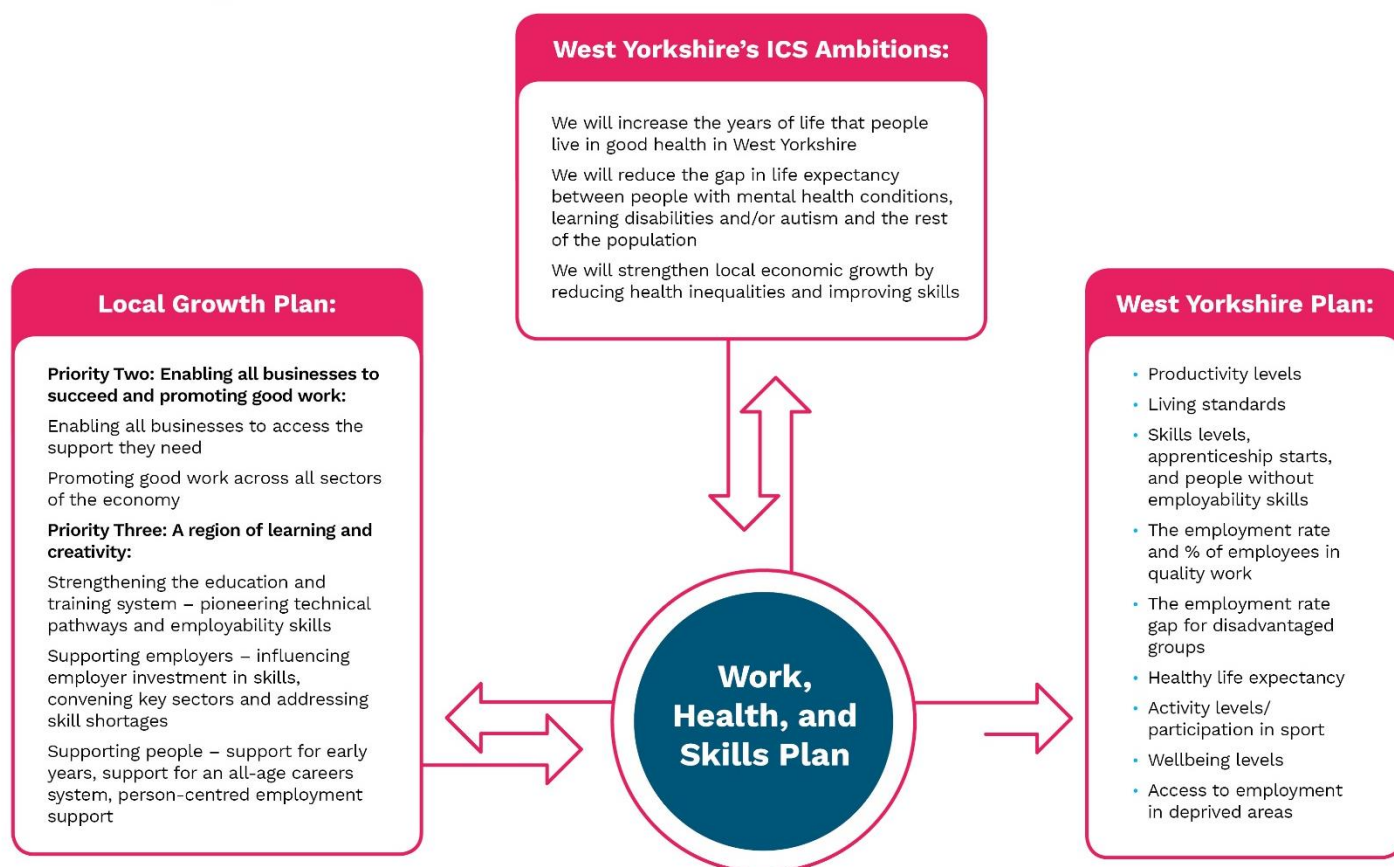 West Yorkshire’s ICS Ambitions:
We will increase the years of life that people
live in good health in West Yorkshire
We will reduce the gap in life expectancy
between people with mental health conditions,
learning disabilities and/or autism and the rest
of the population
We will strengthen local economic growth by
reducing health inequalities and improving skills
Local Growth Plan:
Priority Two: Enabling all businesses to
succeed and promoting good work:
Enabling all businesses to access the
support they need
Promoting good work across all sectors
of the economy
Priority Three: A region of learning and
creativity:
Strengthening the education and
training system – pioneering technical
pathways and employability skills
Supporting employers – influencing
employer investment in skills,
convening key sectors and addressing
skill shortages
Supporting people – support for early
years, support for an all-age careers
system, person-centred employment
support
Work,
Health, and
Skills Plan
West Yorkshire Plan:
• Productivity levels
• Living standards
• Skills levels,
apprenticeship starts,
and people without
employability skills
• The employment rate
and % of employees in
quality work
• The employment rate
gap for disadvantaged
groups
• Healthy life expectancy
• Activity levels/
participation in sport
• Wellbeing levels
• Access to employment
in deprived areas